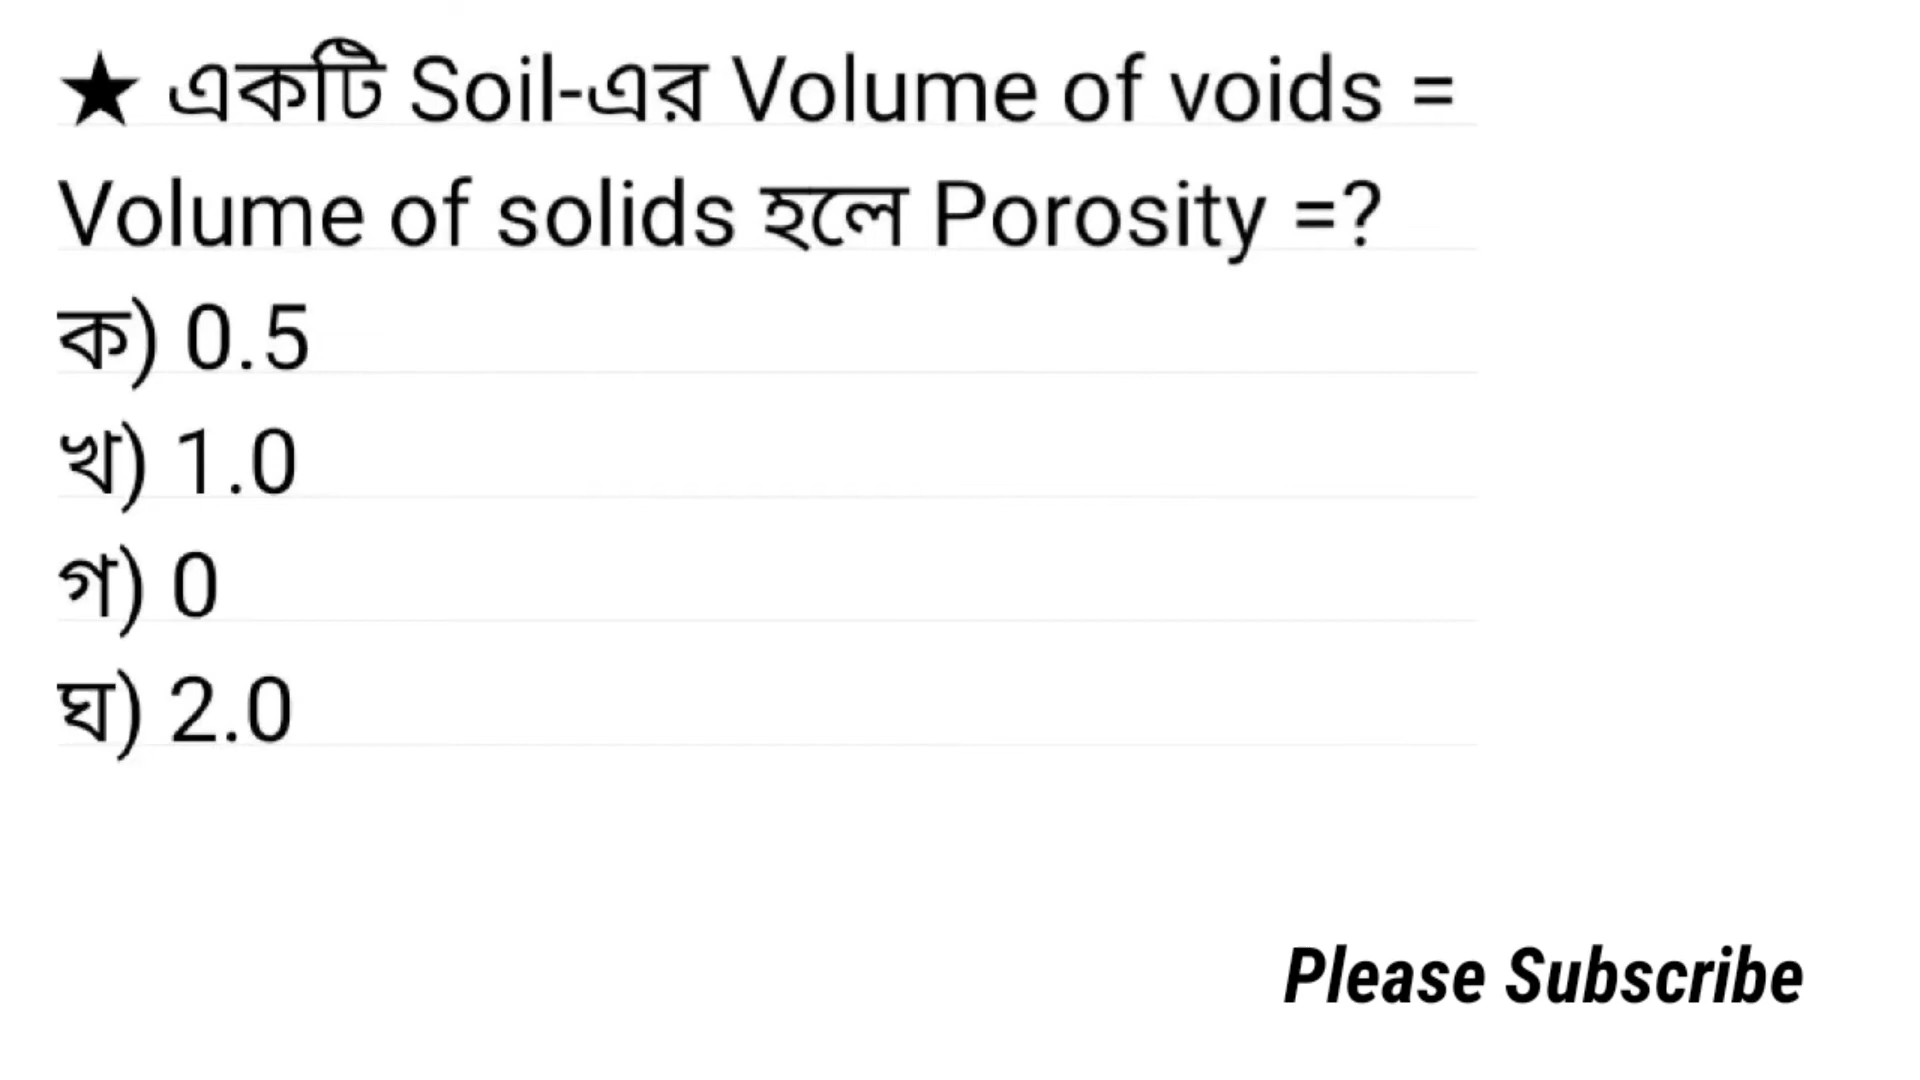 ★ একটি Soil-এর Volume of voids =
Volume of solids হলে Porosity =?
ক) 0.5
খ) 1.0
গ) 0
ঘ) 2.0
Please Subscribe